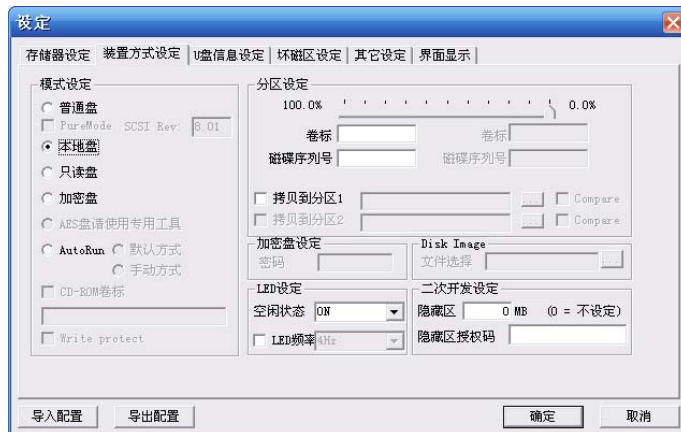 设定
存储器设定 装置方式设定 U盘信息设定 坏磁区设定 其它设定 界面显示
模式设定
普通盘
PureMode SCSI Rev: 8.01
本地盘
只读盘
加密盘
AES盘请使用专用工具
AutoRun 默认方式
手动方式
CD-ROM卷标
Write protect
分区设定
100.0% 0.0%
卷标 卷标
磁碟序列号 磁碟序列号
拷贝到分区1 ... Compare
拷贝到分区2 ... Compare
加密盘设定
密码
Disk Image
文件选择 ...
LED设定
空闲状态 ON
LED频率 4Hz
二次开发设定
隐藏区 0 MB (0 = 不设定)
隐藏区授权码
导入配置 导出配置 确定 取消